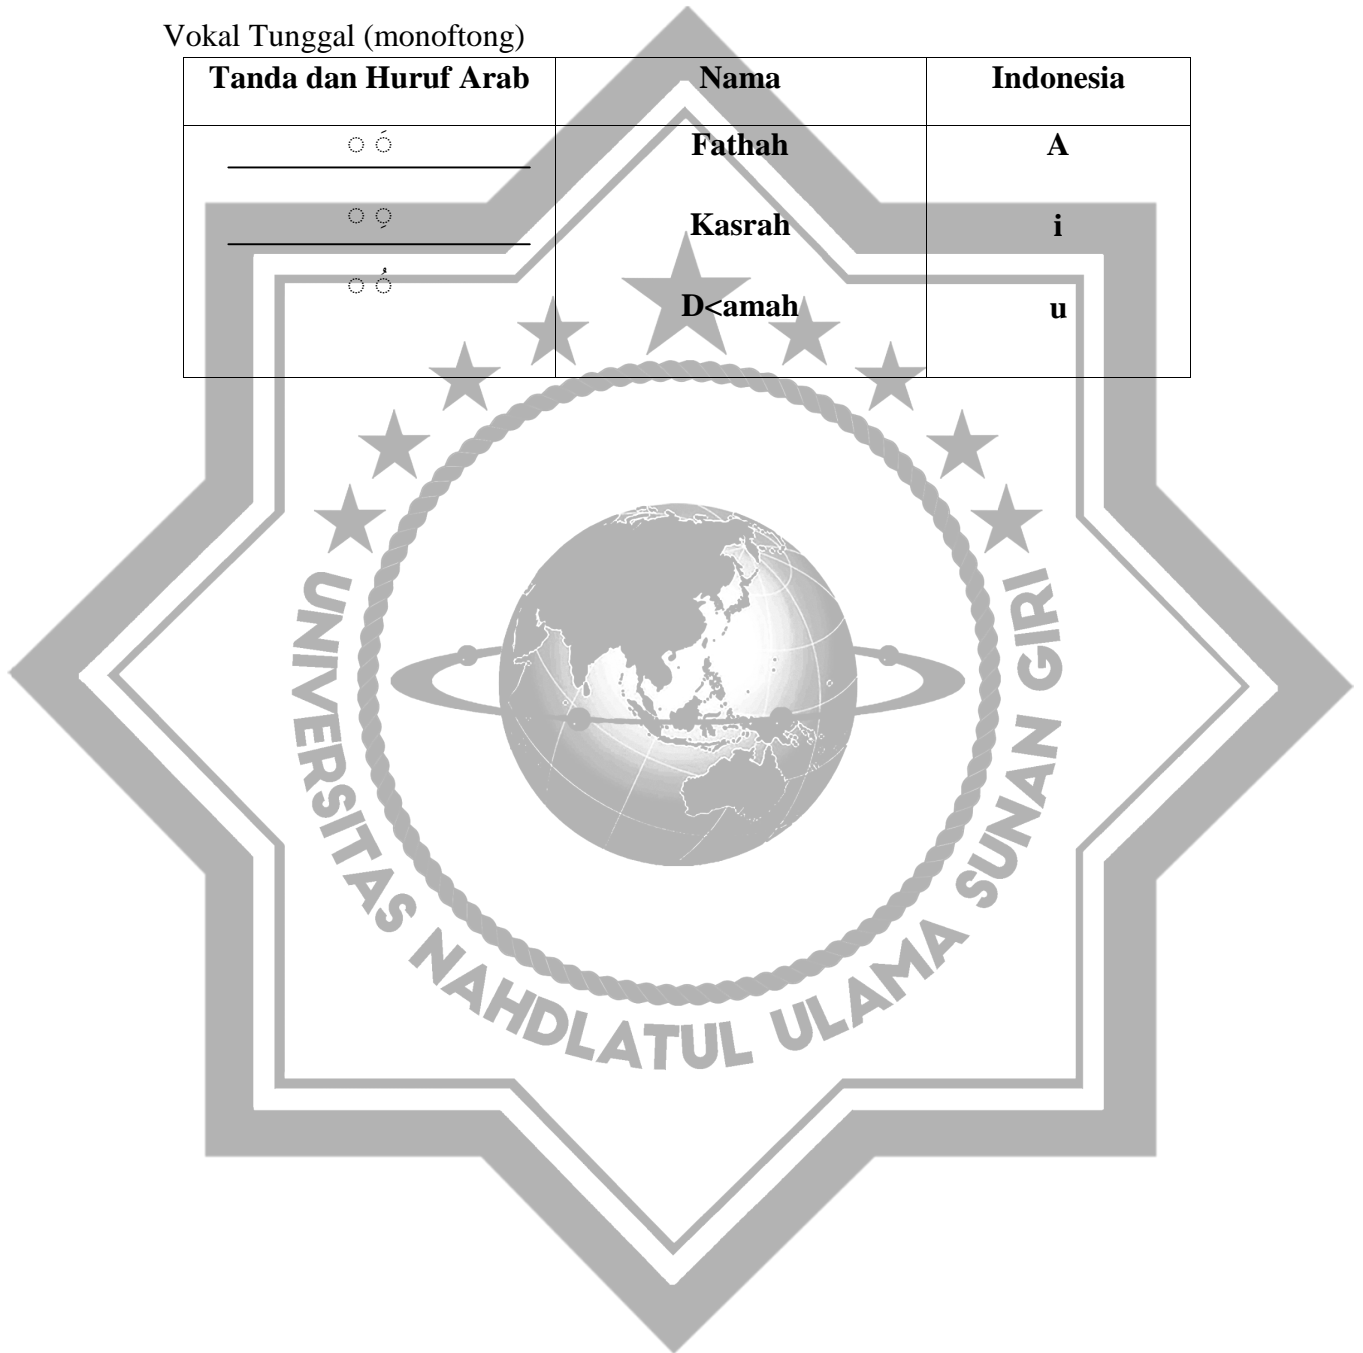 Vokal Tunggal (monoftong)
Tanda dan Huruf Arab Nama Indonesia
◌ ◌َ Fathah A
◌ ◌ِ Kasrah i
◌ ◌ُ D<amah u
UNIVERSITAS NAHDLATUL ULAMA SUNAN GIRI